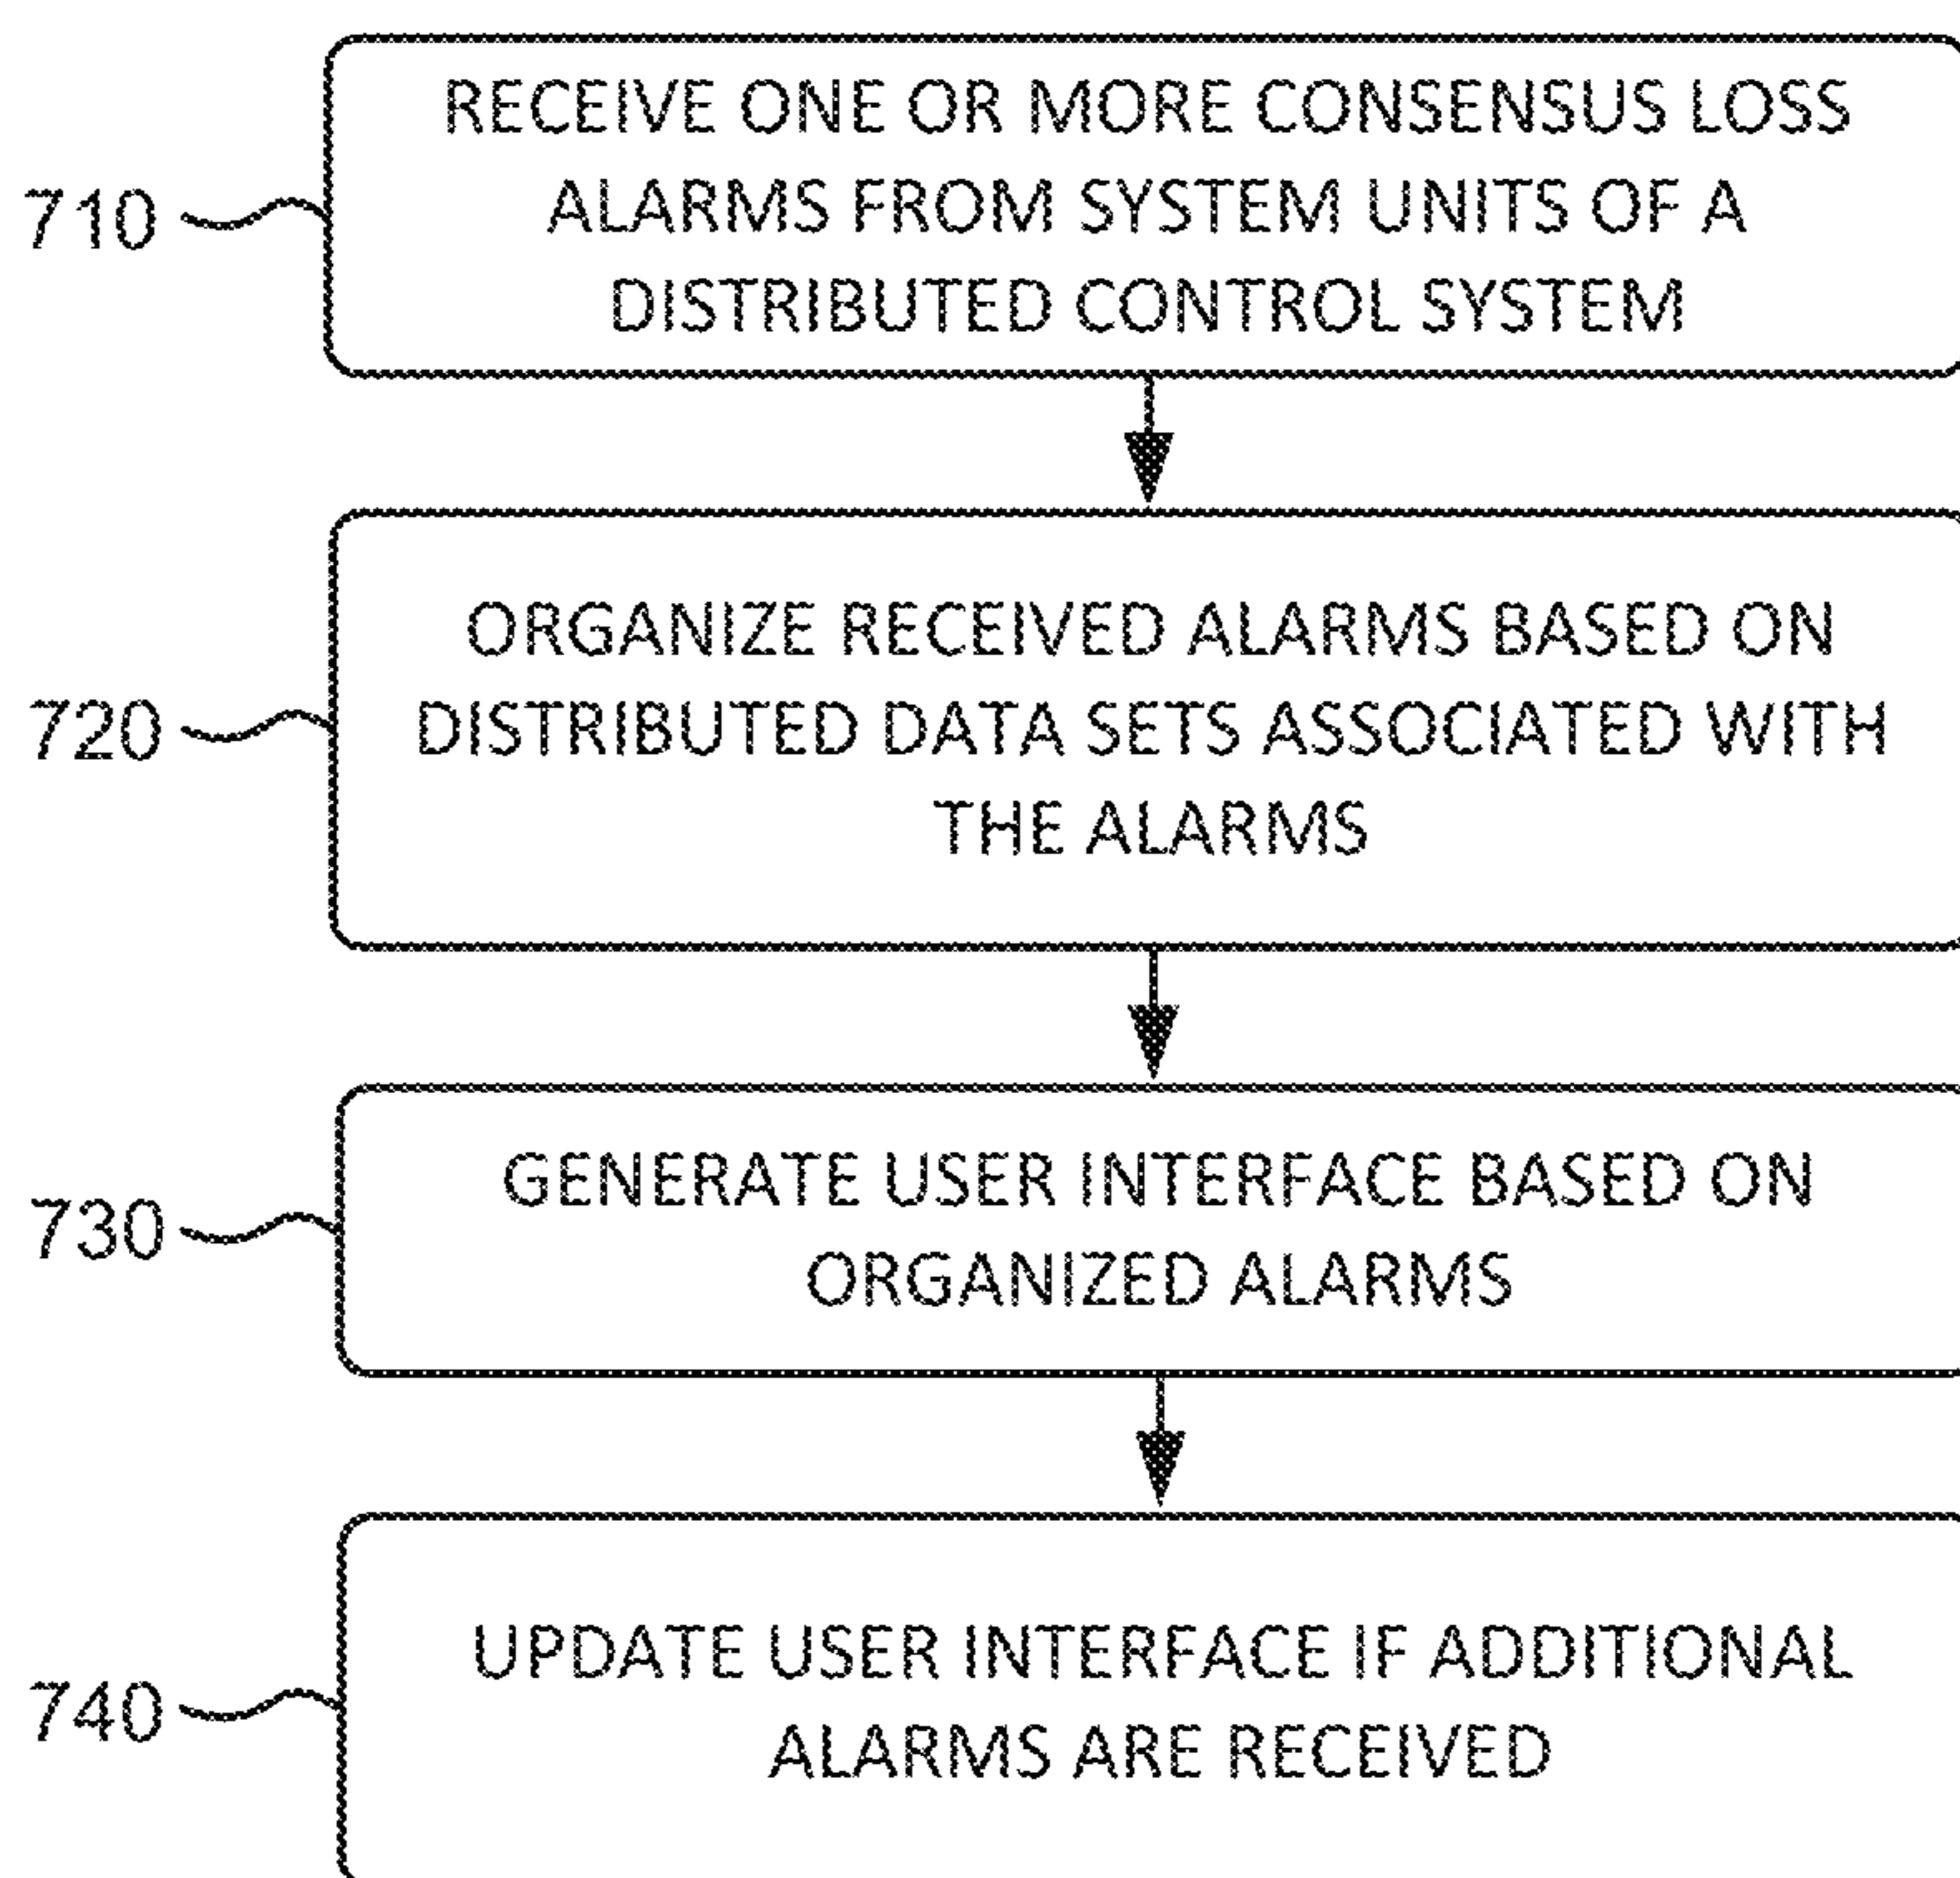 RECEIVE ONE OR MORE CONSENSUS LOSS
ALARMS FROM SYSTEM UNITS OF A
DISTRIBUTED CONTROL SYSTEM
710
ORGANIZE RECEIVED ALARMS BASED ON
DISTRIBUTED DATA SETS ASSOCIATED WITH
THE ALARMS
720
GENERATE USER INTERFACE BASED ON
ORGANIZED ALARMS
730
UPDATE USER INTERFACE IF ADDITIONAL
ALARMS ARE RECEIVED
740